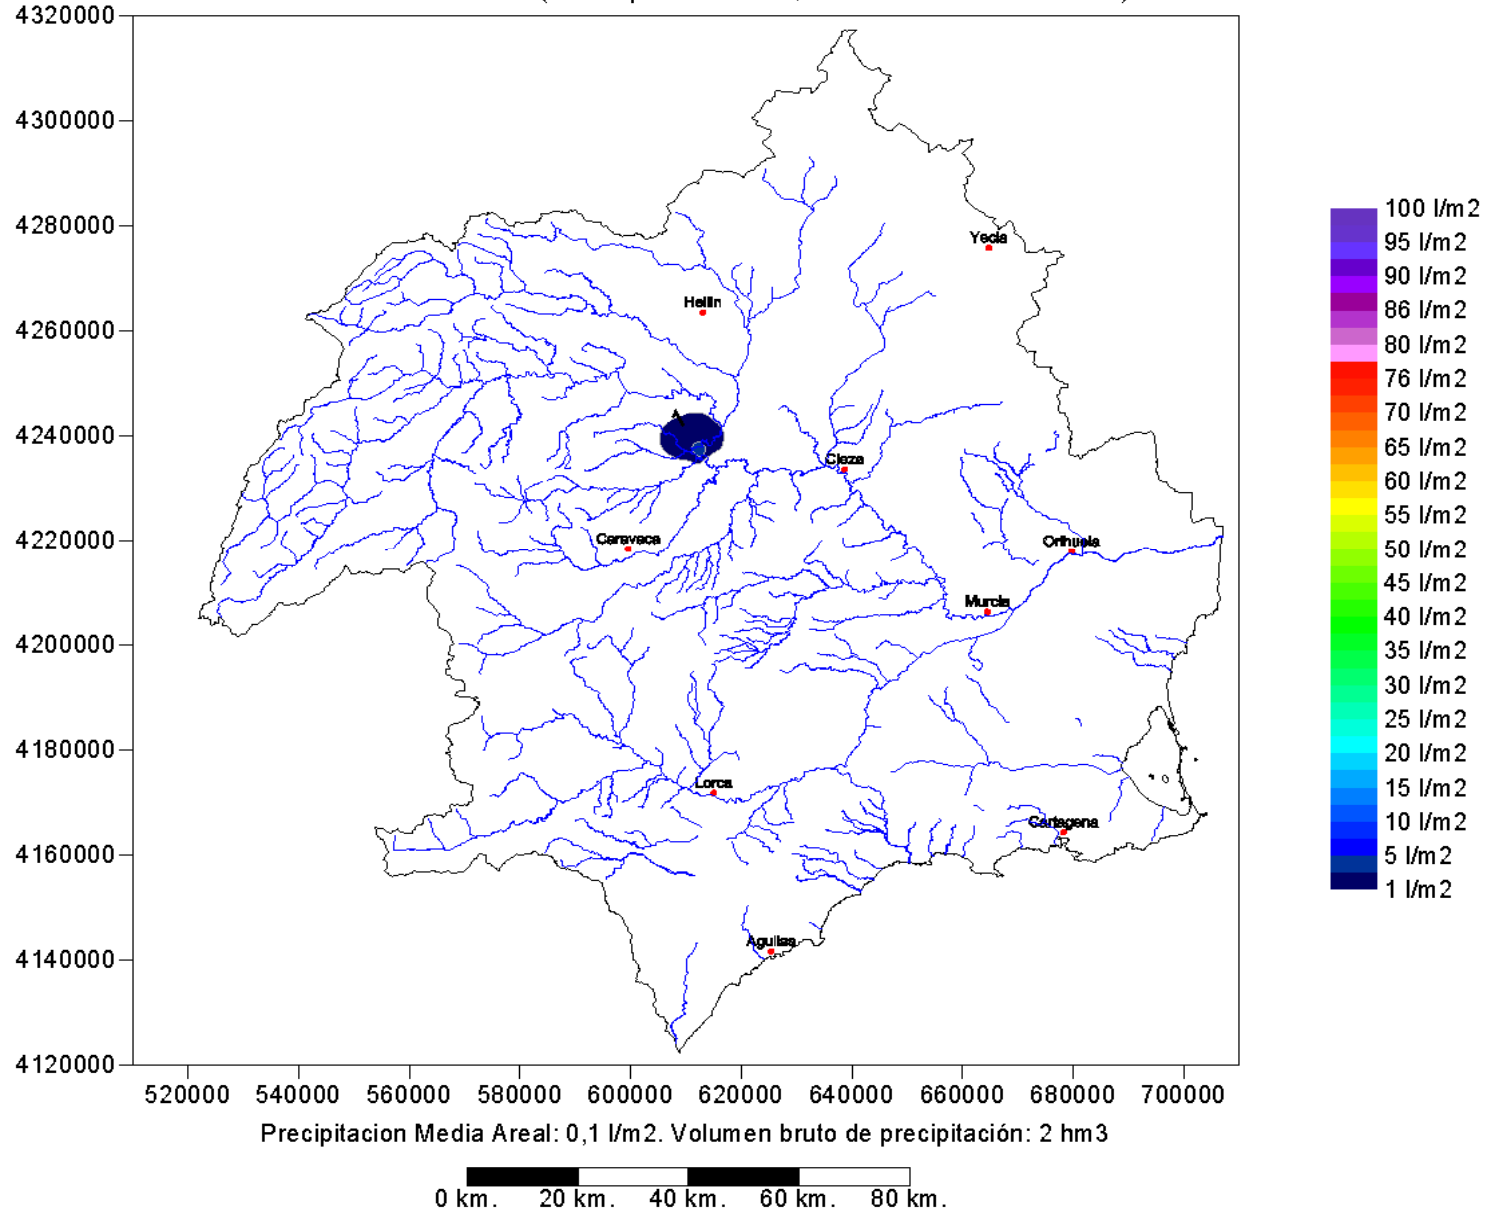 4320000
4300000
4280000
4260000
4240000
4220000
4200000
4180000
4160000
4140000
4120000
Yecla
Hellin
Cieza
Caravaca
Orihuela
Murcia
Lorca
Cartagena
Aguilas
100 l/m2
95 l/m2
90 l/m2
86 l/m2
80 l/m2
76 l/m2
70 l/m2
65 l/m2
60 l/m2
55 l/m2
50 l/m2
45 l/m2
40 l/m2
35 l/m2
30 l/m2
25 l/m2
20 l/m2
15 l/m2
10 l/m2
5 l/m2
1 l/m2
520000 540000 560000 580000 600000 620000 640000 660000 680000 700000
Precipitacion Media Areal: 0,1 l/m2. Volumen bruto de precipitación: 2 hm3
0 km. 20 km. 40 km. 60 km. 80 km.